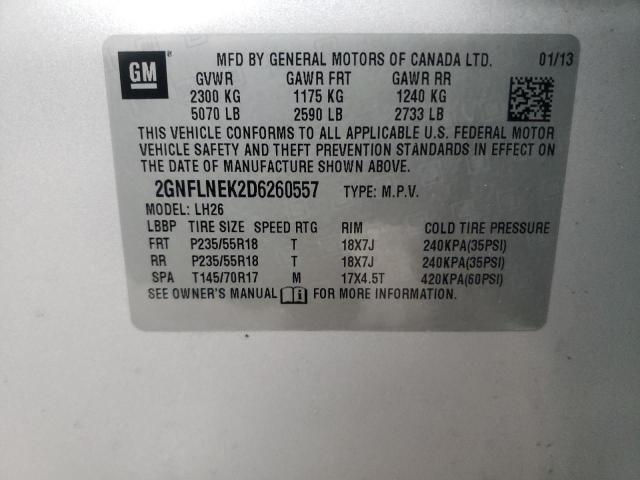 GM MFD BY GENERAL MOTORS OF CANADA LTD. 01/13
GVWR GAWR FRT GAWR RR
2300 KG 1175 KG 1240 KG
5070 LB 2590 LB 2733 LB
THIS VEHICLE CONFORMS TO ALL APPLICABLE U.S. FEDERAL MOTOR
VEHICLE SAFETY AND THEFT PREVENTION STANDARDS IN EFFECT ON
THE DATE OF MANUFACTURE SHOWN ABOVE.
2GNFLNEK2D6260557 TYPE: M.P.V.
MODEL: LH26
LBBP TIRE SIZE SPEED RTG RIM COLD TIRE PRESSURE
FRT P235/55R18 T 18X7J 240KPA(35PSI)
RR P235/55R18 T 18X7J 240KPA(35PSI)
SPA T145/70R17 M 17X4.5T 420KPA(60PSI)
SEE OWNER'S MANUAL FOR MORE INFORMATION.